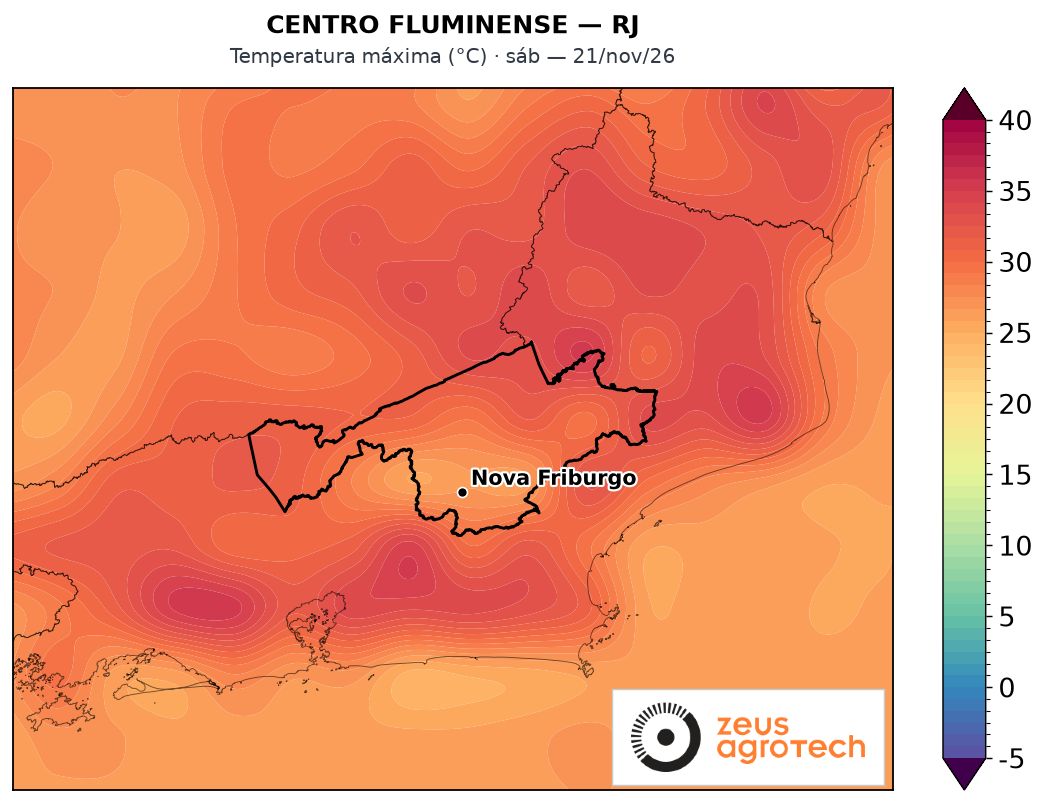 CENTRO FLUMINENSE — RJ
Temperatura máxima (°C) · sáb — 21/nov/26
40
35
30
25
20
15
10
5
0
-5
Nova Friburgo
zeus
agrotech